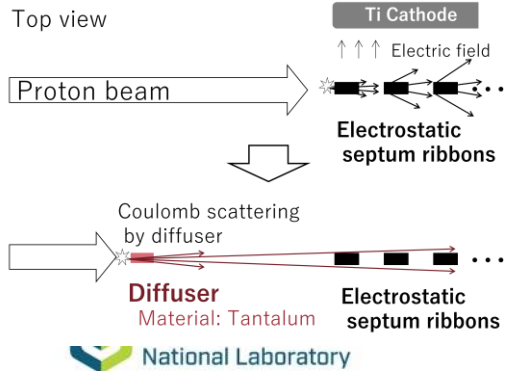 Top view
Ti Cathode
Electric field
Proton beam
Electrostatic
septum ribbons
Coulomb scattering
by diffuser
Diffuser
Material: Tantalum
Electrostatic
septum ribbons
National Laboratory